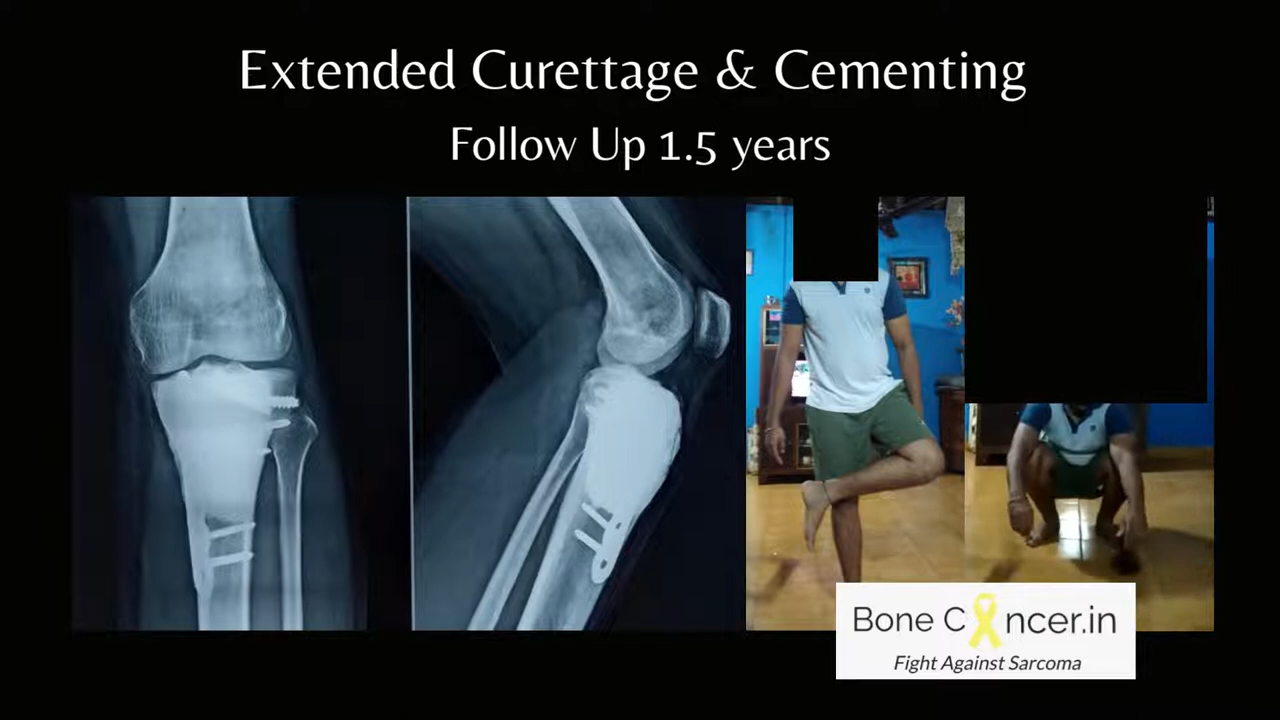 Extended Curettage & Cementing
Follow Up 1.5 years
Bone Cancer.in
Fight Against Sarcoma